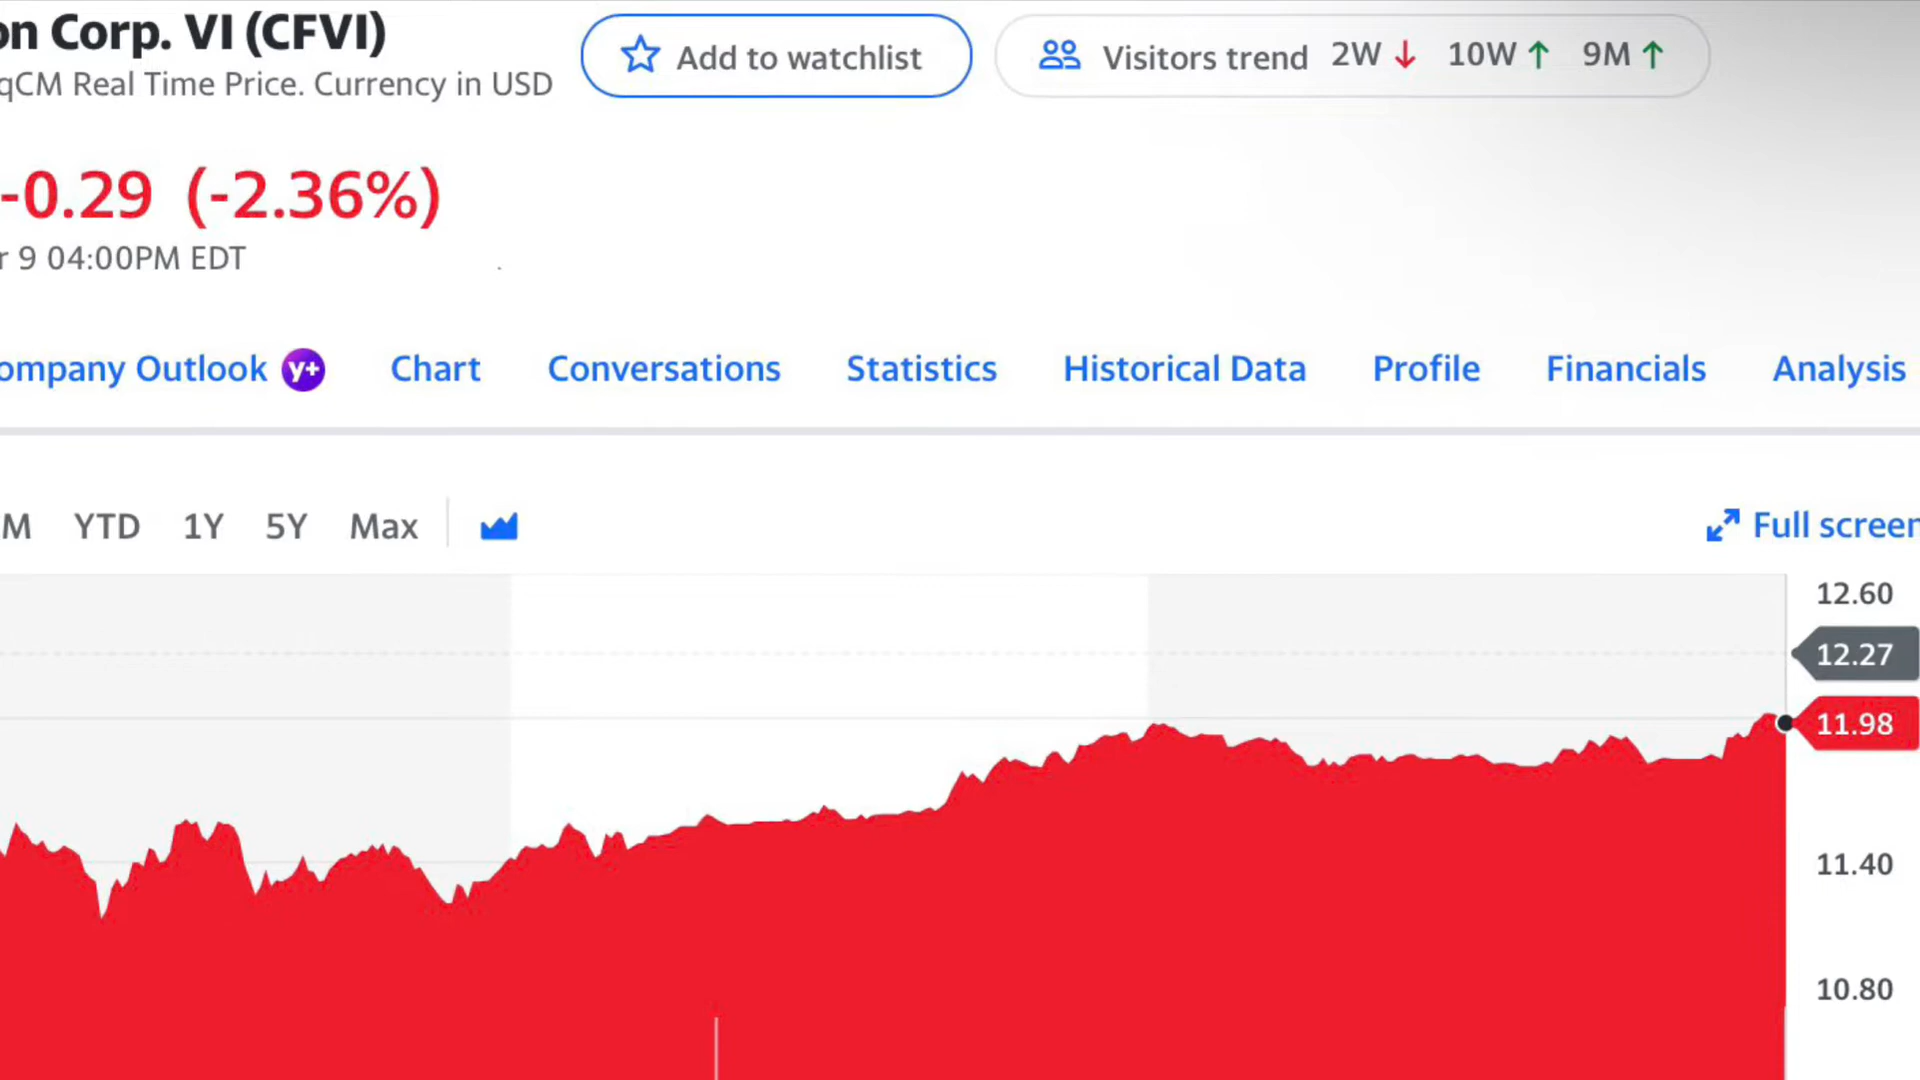 on Corp. VI (CFVI)
qCM Real Time Price. Currency in USD
Add to watchlist
Visitors trend 2W ↓ 10W ↑ 9M ↑
-0.29 (-2.36%)
r 9 04:00PM EDT
ompany Outlook y+ Chart Conversations Statistics Historical Data Profile Financials Analysis
M YTD 1Y 5Y Max
Full screen
12.60
12.27
11.98
11.40
10.80